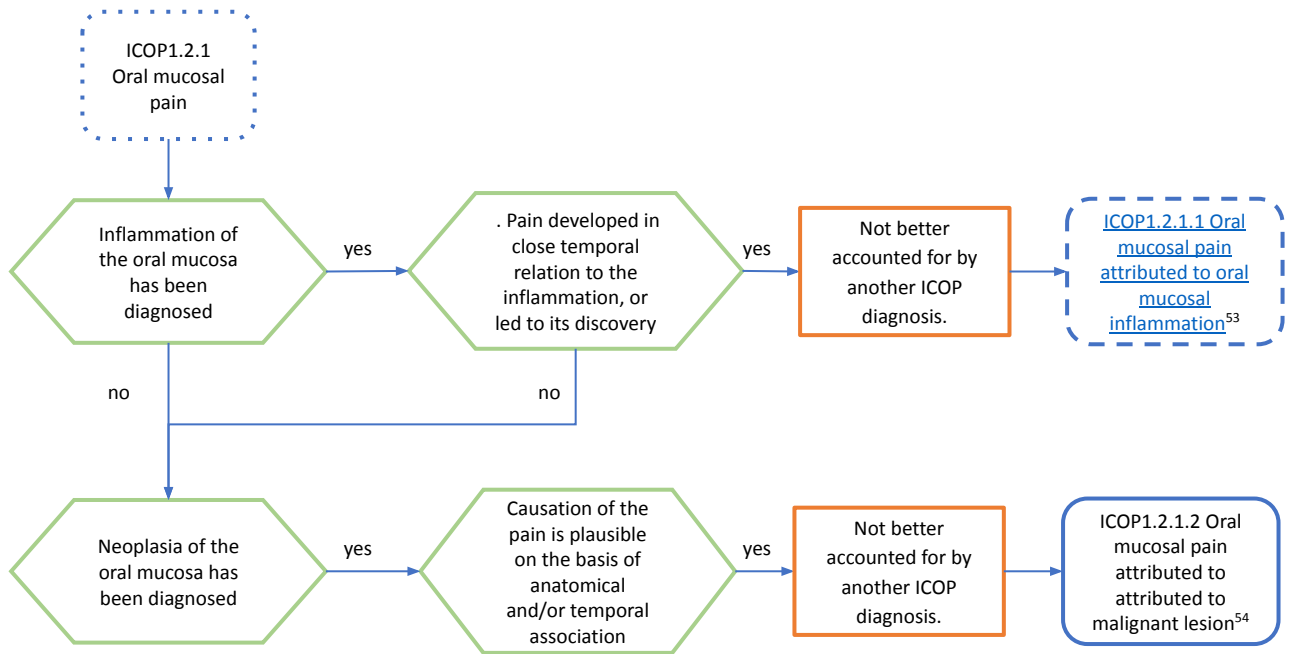 ICOP1.2.1
Oral mucosal
pain
Inflammation of
the oral mucosa
has been
diagnosed
yes
. Pain developed in
close temporal
relation to the
inflammation, or
led to its discovery
yes
Not better
accounted for by
another ICOP
diagnosis.
ICOP1.2.1.1 Oral
mucosal pain
attributed to oral
mucosal
inflammation53
no
no
Neoplasia of the
oral mucosa has
been diagnosed
yes
Causation of the
pain is plausible
on the basis of
anatomical
and/or temporal
association
yes
Not better
accounted for by
another ICOP
diagnosis.
ICOP1.2.1.2 Oral
mucosal pain
attributed to
attributed to
malignant lesion54